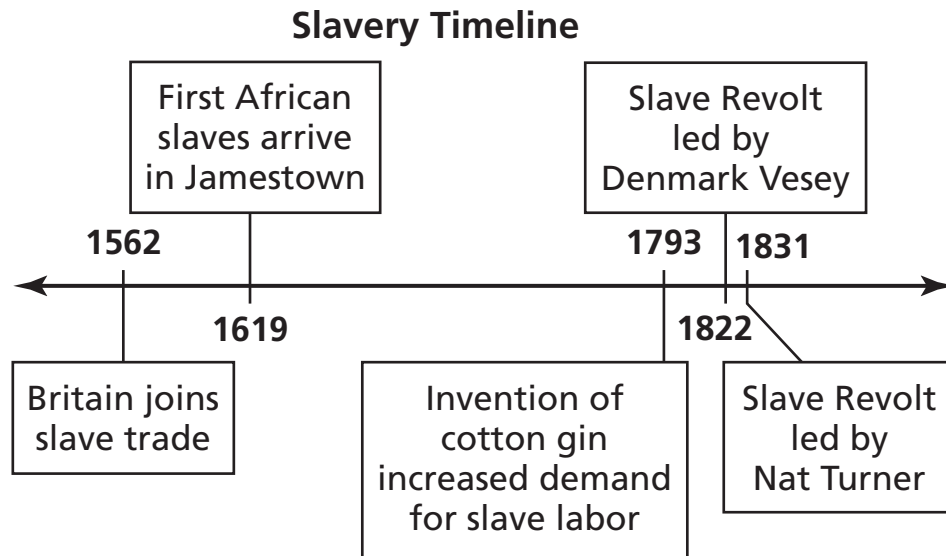 Slavery Timeline
First African
slaves arrive
in Jamestown
Slave Revolt
led by
Denmark Vesey
1562
1793
1831
1619
1822
Britain joins
slave trade
Invention of
cotton gin
increased demand
for slave labor
Slave Revolt
led by
Nat Turner